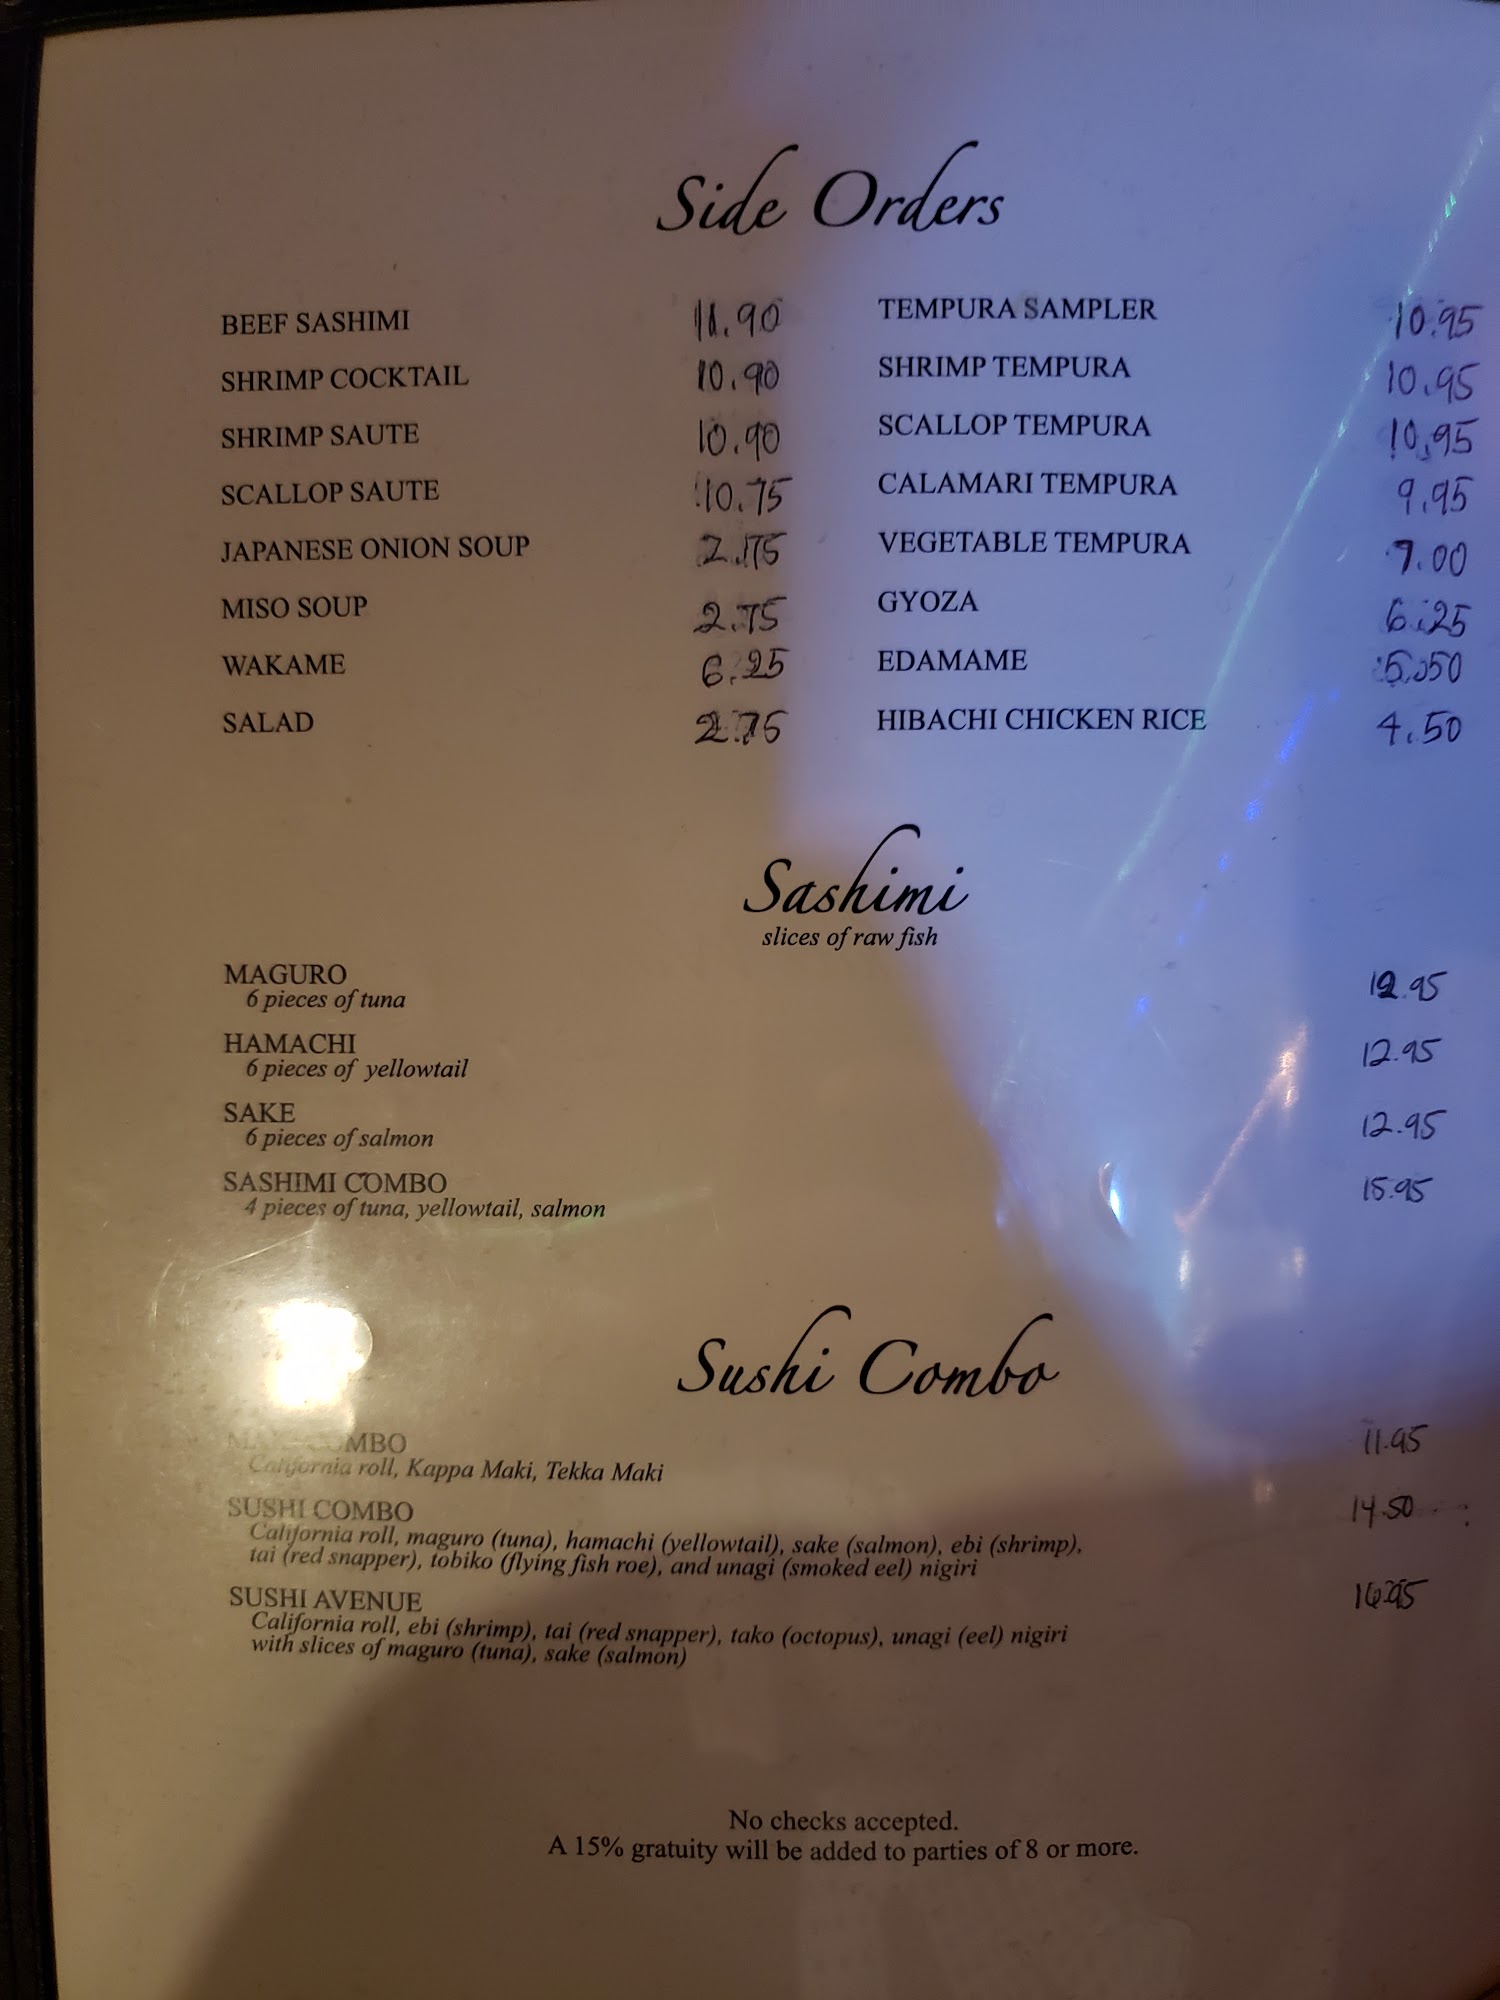 Side Orders
BEEF SASHIMI 11.90
SHRIMP COCKTAIL 10.90
SHRIMP SAUTE 10.90
SCALLOP SAUTE 10.75
JAPANESE ONION SOUP 2.75
MISO SOUP 2.75
WAKAME 6.25
SALAD 2.75
TEMPURA SAMPLER 10.95
SHRIMP TEMPURA 10.95
SCALLOP TEMPURA 10.95
CALAMARI TEMPURA 9.95
VEGETABLE TEMPURA 7.00
GYOZA 6.25
EDAMAME 5.50
HIBACHI CHICKEN RICE 4.50
Sashimi
slices of raw fish
MAGURO 12.95
6 pieces of tuna
HAMACHI 12.95
6 pieces of yellowtail
SAKE 12.95
6 pieces of salmon
SASHIMI COMBO 15.95
4 pieces of tuna, yellowtail, salmon
Sushi Combo
COMBO 11.95
California roll, Kappa Maki, Tekka Maki
SUSHI COMBO 14.50
California roll, maguro (tuna), hamachi (yellowtail), sake (salmon), ebi (shrimp),
tai (red snapper), tobiko (flying fish roe), and unagi (smoked eel) nigiri
SUSHI AVENUE 16.95
California roll, ebi (shrimp), tai (red snapper), tako (octopus), unagi (eel) nigiri
with slices of maguro (tuna), sake (salmon)
No checks accepted.
A 15% gratuity will be added to parties of 8 or more.